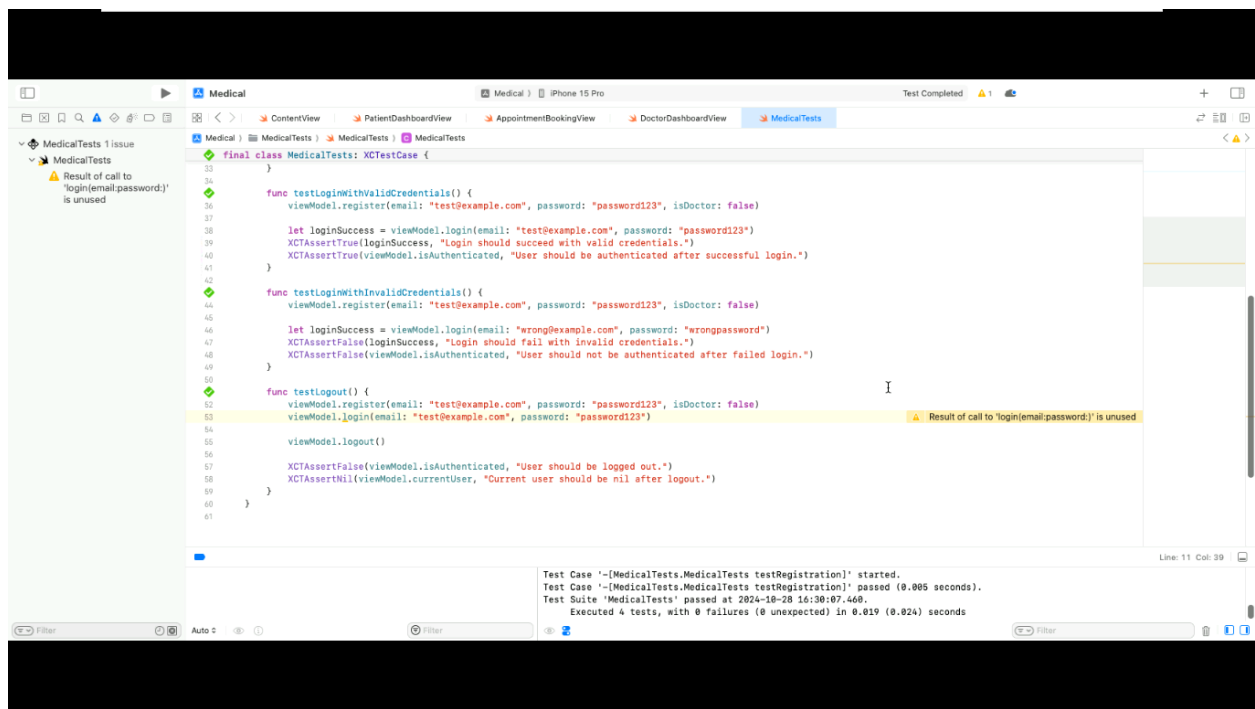 Medical
Medical ⟩ iPhone 15 Pro
Test Completed 1
+
ContentView PatientDashboardView AppointmentBookingView DoctorDashboardView MedicalTests
MedicalTests 1 issue
MedicalTests
Result of call to
'login(email:password:)'
is unused
Medical ⟩ MedicalTests ⟩ MedicalTests ⟩ C MedicalTests
final class MedicalTests: XCTestCase {
33 }
34
func testLoginWithValidCredentials() {
36 viewModel.register(email: "test@example.com", password: "password123", isDoctor: false)
37
38 let loginSuccess = viewModel.login(email: "test@example.com", password: "password123")
39 XCTAssertTrue(loginSuccess, "Login should succeed with valid credentials.")
40 XCTAssertTrue(viewModel.isAuthenticated, "User should be authenticated after successful login.")
41 }
42
func testLoginWithInvalidCredentials() {
44 viewModel.register(email: "test@example.com", password: "password123", isDoctor: false)
45
46 let loginSuccess = viewModel.login(email: "wrong@example.com", password: "wrongpassword")
47 XCTAssertFalse(loginSuccess, "Login should fail with invalid credentials.")
48 XCTAssertFalse(viewModel.isAuthenticated, "User should not be authenticated after failed login.")
49 }
50
func testLogout() {
52 viewModel.register(email: "test@example.com", password: "password123", isDoctor: false)
53 viewModel.login(email: "test@example.com", password: "password123") Result of call to 'login(email:password:)' is unused
54
55 viewModel.logout()
56
57 XCTAssertFalse(viewModel.isAuthenticated, "User should be logged out.")
58 XCTAssertNil(viewModel.currentUser, "Current user should be nil after logout.")
59 }
60 }
61
Line: 11 Col: 39
Test Case '-[MedicalTests.MedicalTests testRegistration]' started.
Test Case '-[MedicalTests.MedicalTests testRegistration]' passed (0.005 seconds).
Test Suite 'MedicalTests' passed at 2024-10-28 16:30:07.460.
Executed 4 tests, with 0 failures (0 unexpected) in 0.019 (0.024) seconds
Filter Auto Filter Filter